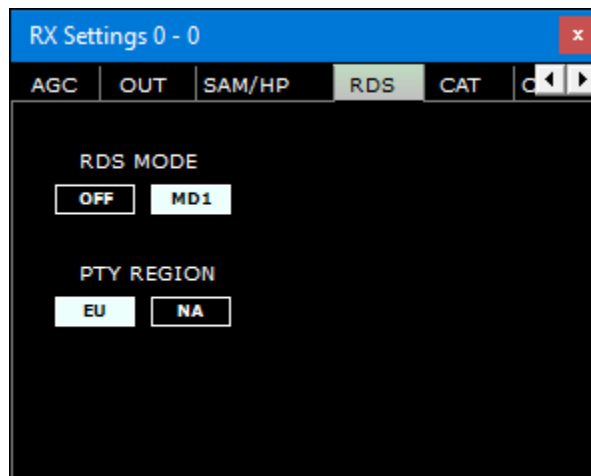 RX Settings 0 - 0 x
AGC OUT SAM/HP RDS CAT
RDS MODE
OFF MD1
PTY REGION
EU NA